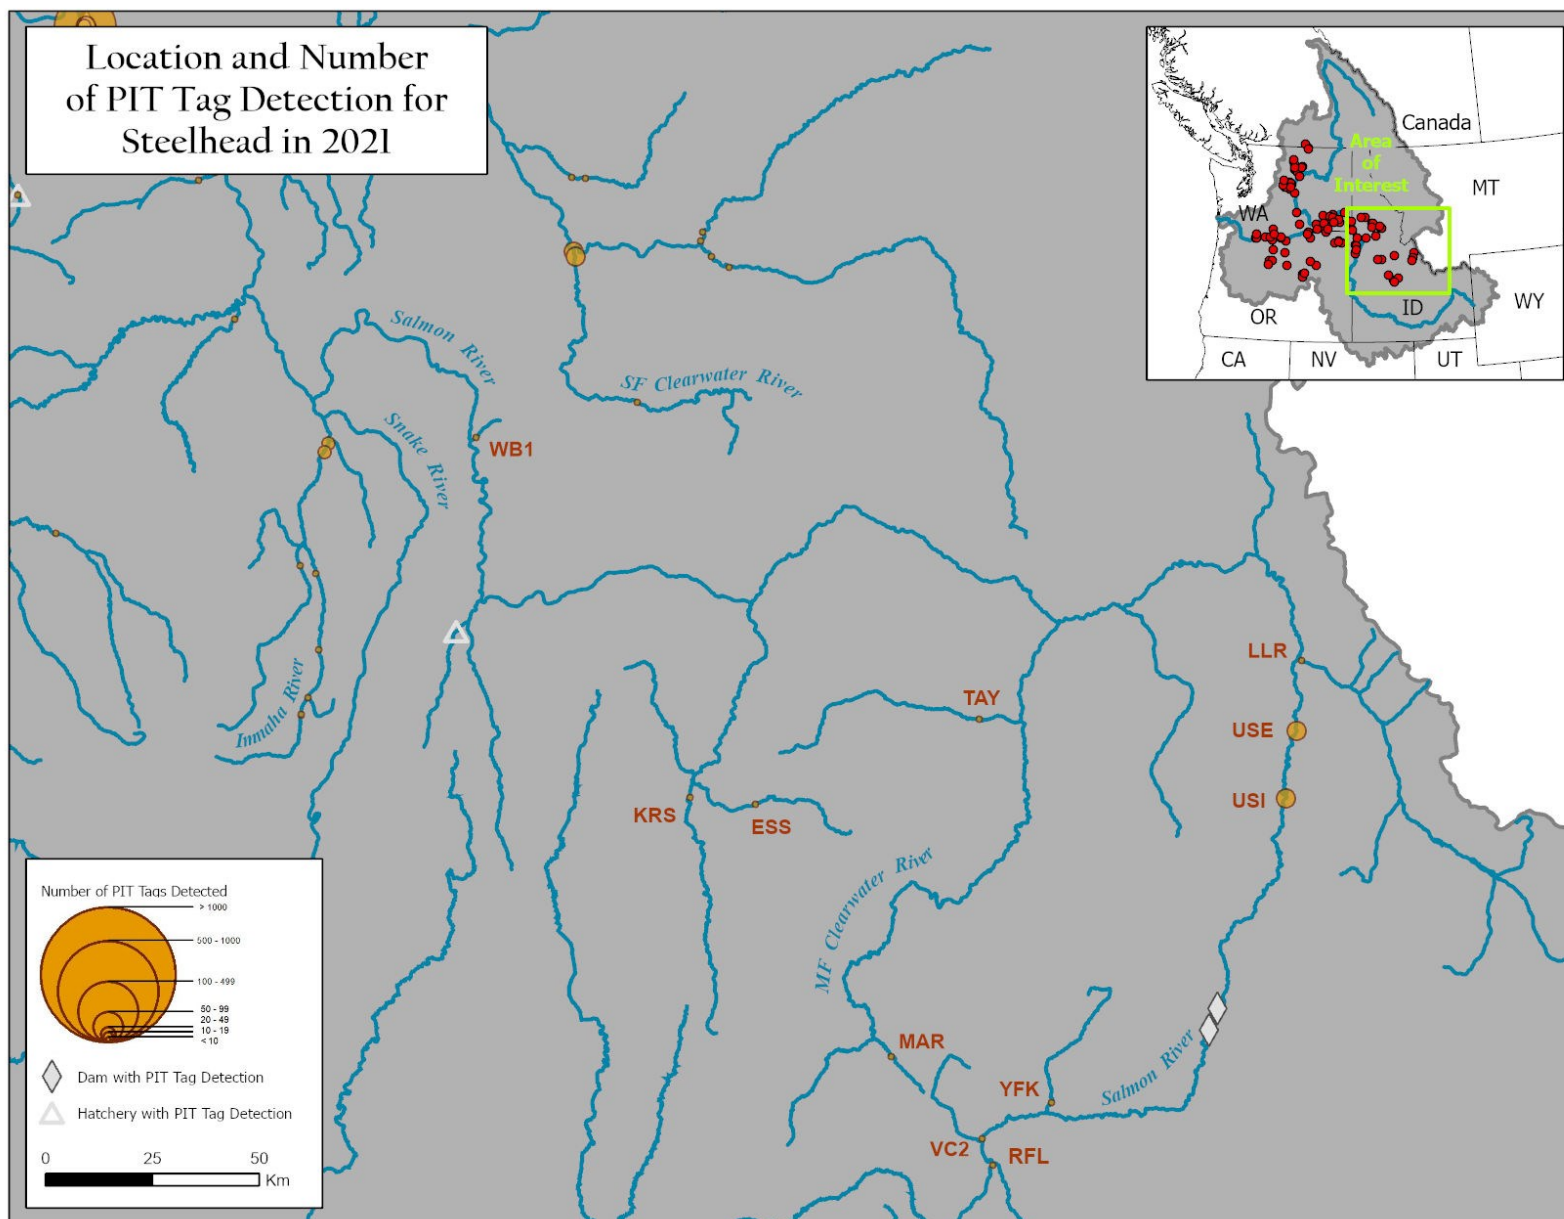 Location and Number
of PIT Tag Detection for
Steelhead in 2021
Canada
Area
of
Interest
MT
WA
OR
ID
WY
CA
NV
UT
Salmon River
SF Clearwater River
Snake River
WB1
LLR
Inmaha River
TAY
USE
USI
KRS
ESS
MF Clearwater River
MAR
YFK
Salmon River
VC2
RFL
Number of PIT Tags Detected
> 1000
500 - 1000
100 - 499
50 - 99
20 - 49
10 - 19
< 10
Dam with PIT Tag Detection
Hatchery with PIT Tag Detection
0 25 50
Km